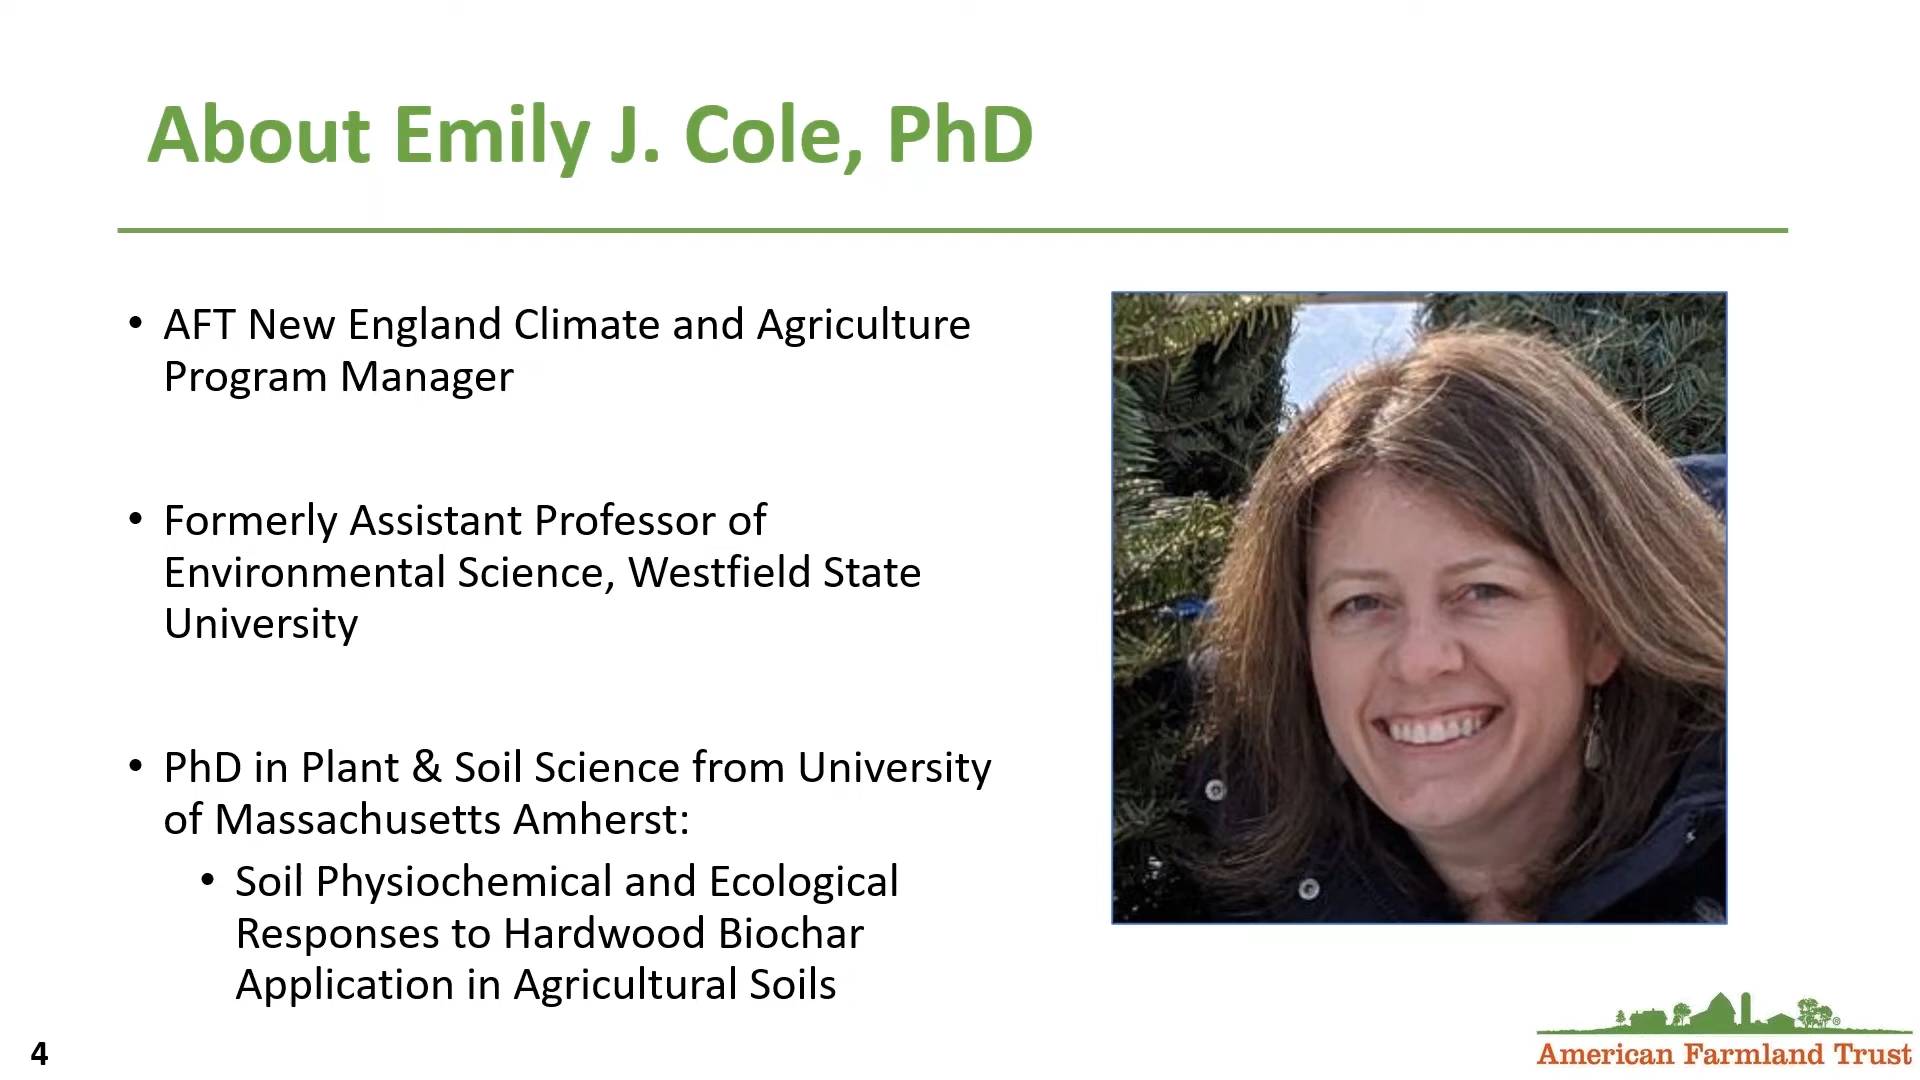 About Emily J. Cole, PhD
• AFT New England Climate and Agriculture
Program Manager
• Formerly Assistant Professor of
Environmental Science, Westfield State
University
• PhD in Plant & Soil Science from University
of Massachusetts Amherst:
• Soil Physiochemical and Ecological
Responses to Hardwood Biochar
Application in Agricultural Soils
4
®
American Farmland Trust